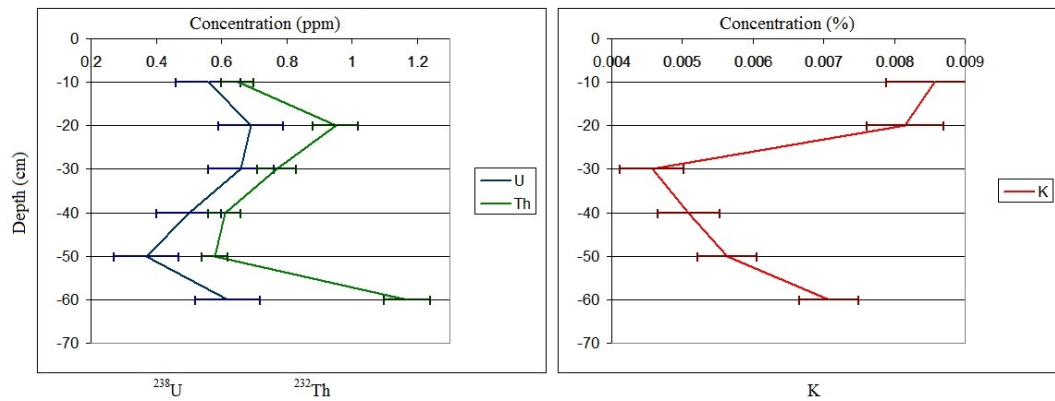 Concentration (ppm)
0
0.2 0.4 0.6 0.8 1 1.2
-10
-20
-30
-40
-50
-60
-70
Depth (cm)
U
Th
²³⁸U ²³²Th
Concentration (%)
0
0.004 0.005 0.006 0.007 0.008 0.009
-10
-20
-30
-40
-50
-60
-70
K
K